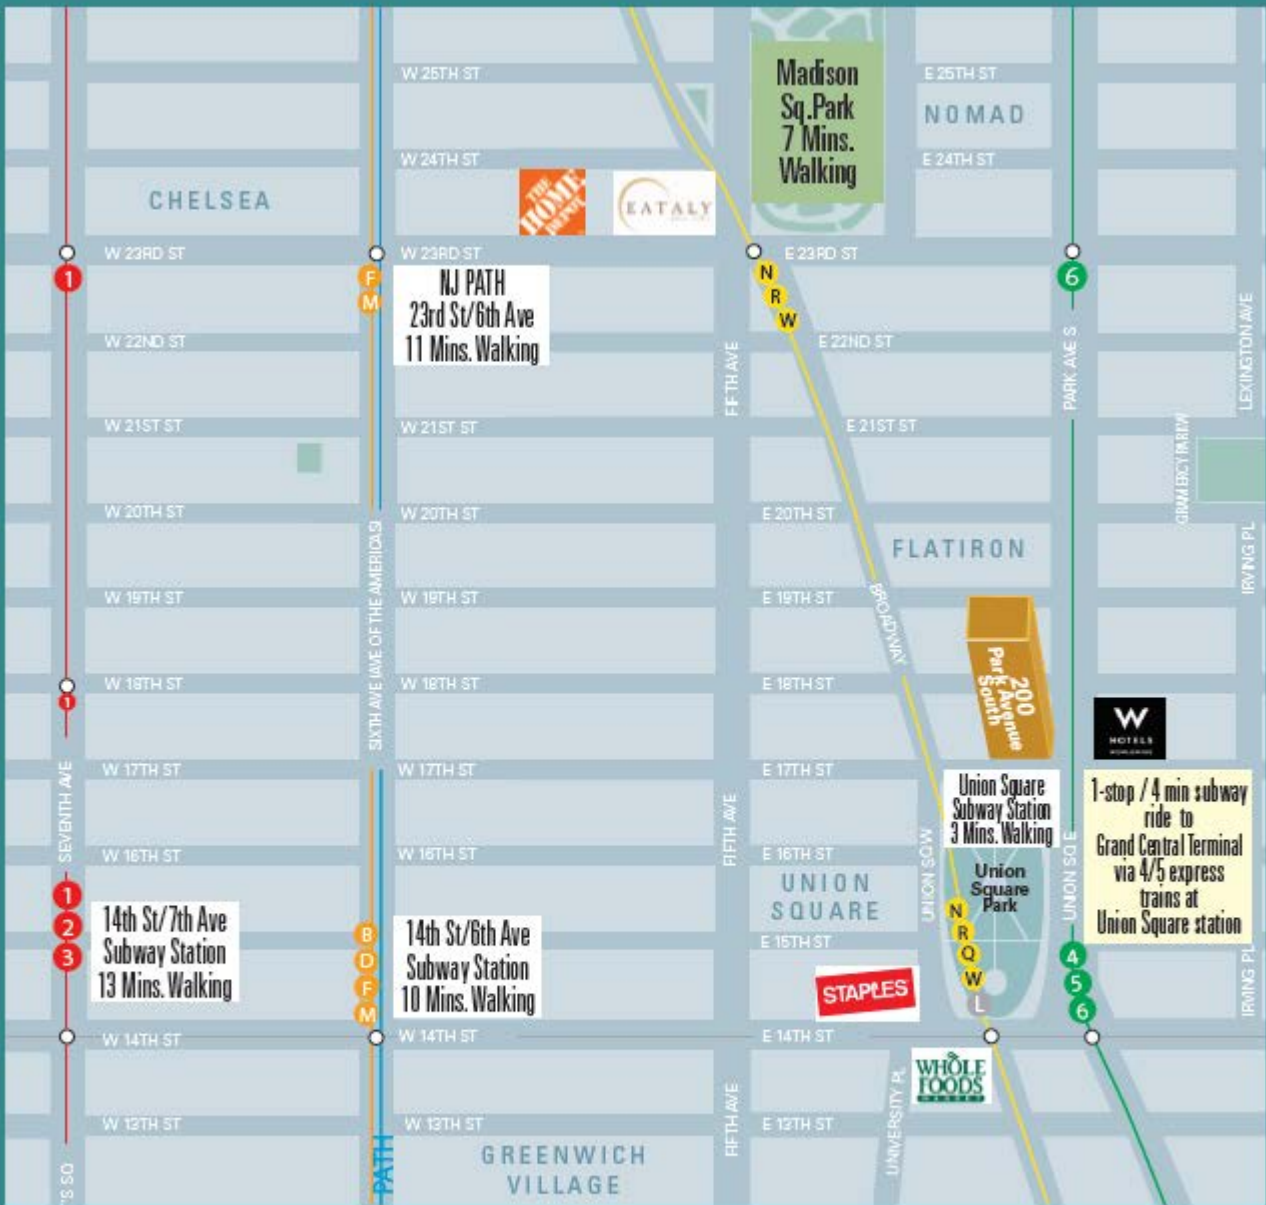 W 25TH ST
E 25TH ST
Madison
Sq.Park
7 Mins.
Walking
NOMAD
W 24TH ST
E 24TH ST
CHELSEA
THE
HOME
DEPOT
EATALY
W 23RD ST
W 23RD ST
E 23RD ST
1
F
M
NJ PATH
23rd St/6th Ave
11 Mins. Walking
N
R
W
6
W 22ND ST
E 22ND ST
FIFTH AVE
PARK AVE S
LEXINGTON AVE
W 21ST ST
W 21ST ST
E 21ST ST
GRAMERCY PARK W
W 20TH ST
W 20TH ST
E 20TH ST
FLATIRON
SIXTH AVE (AVE OF THE AMERICAS)
IRVING PL
W 19TH ST
W 19TH ST
E 19TH ST
BROADWAY
200
Park Avenue
South
W 18TH ST
W 18TH ST
E 18TH ST
1
W
HOTELS
WORLDWIDE
W 17TH ST
W 17TH ST
E 17TH ST
SEVENTH AVE
FIFTH AVE
Union Square
Subway Station
3 Mins. Walking
1-stop / 4 min subway
ride to
Grand Central Terminal
via 4/5 express
trains at
Union Square station
W 16TH ST
W 16TH ST
E 16TH ST
UNION SQ W
UNION SQ E
UNION
SQUARE
Union
Square
Park
1
2
3
14th St/7th Ave
Subway Station
13 Mins. Walking
B
D
F
M
14th St/6th Ave
Subway Station
10 Mins. Walking
E 15TH ST
N
R
Q
W
L
4
5
6
IRVING PL
STAPLES
W 14TH ST
W 14TH ST
E 14TH ST
WHOLE
FOODS
MARKET
FIFTH AVE
UNIVERSITY PL
W 13TH ST
W 13TH ST
E 13TH ST
PATH
GREENWICH
VILLAGE
'S SQ